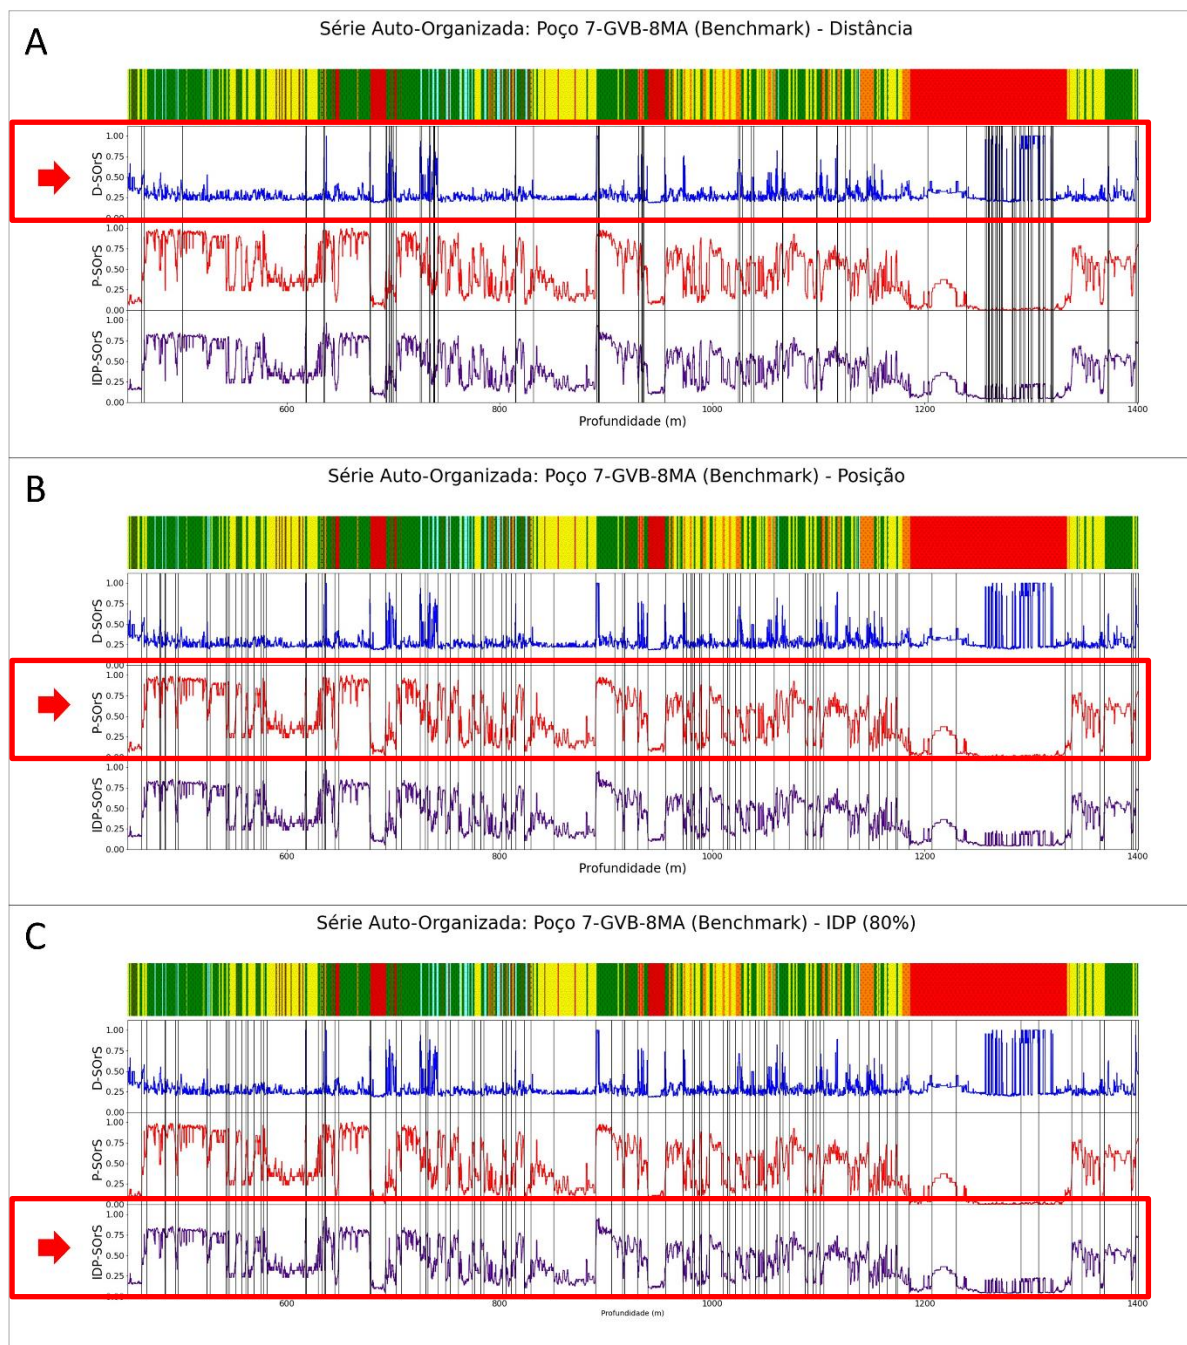 A
Série Auto-Organizada: Poço 7-GVB-8MA (Benchmark) - Distância
1.00
0.75
0.50
0.25
0.00
D-SOrS
1.00
0.75
0.50
0.25
0.00
P-SOrS
1.00
0.75
0.50
0.25
0.00
IDP-SOrS
600 800 1000 1200 1400
Profundidade (m)
B
Série Auto-Organizada: Poço 7-GVB-8MA (Benchmark) - Posição
1.00
0.75
0.50
0.25
0.00
D-SOrS
1.00
0.75
0.50
0.25
0.00
P-SOrS
1.00
0.75
0.50
0.25
0.00
IDP-SOrS
600 800 1000 1200 1400
Profundidade (m)
C
Série Auto-Organizada: Poço 7-GVB-8MA (Benchmark) - IDP (80%)
1.00
0.75
0.50
0.25
0.00
D-SOrS
1.00
0.75
0.50
0.25
0.00
P-SOrS
1.00
0.75
0.50
0.25
0.00
IDP-SOrS
600 800 1000 1200 1400
Profundidade (m)